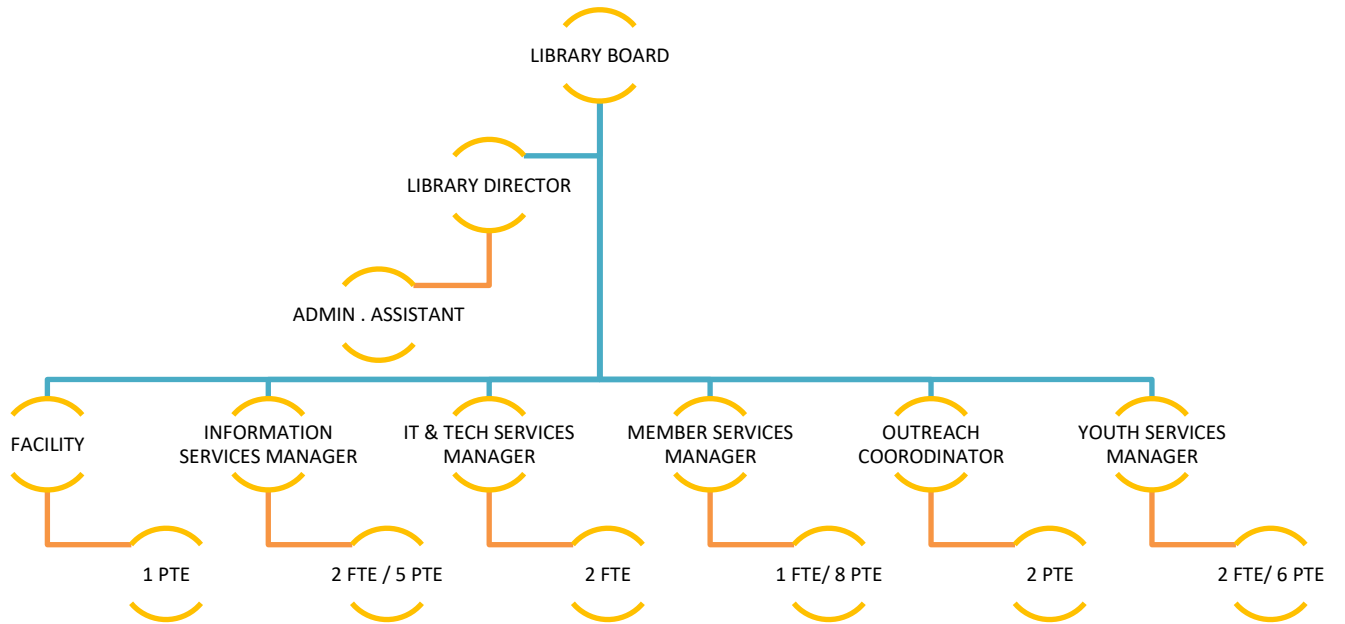 LIBRARY BOARD
LIBRARY DIRECTOR
ADMIN . ASSISTANT
FACILITY
INFORMATION
SERVICES MANAGER
IT & TECH SERVICES
MANAGER
MEMBER SERVICES
MANAGER
OUTREACH
COORODINATOR
YOUTH SERVICES
MANAGER
1 PTE
2 FTE / 5 PTE
2 FTE
1 FTE/ 8 PTE
2 PTE
2 FTE/ 6 PTE